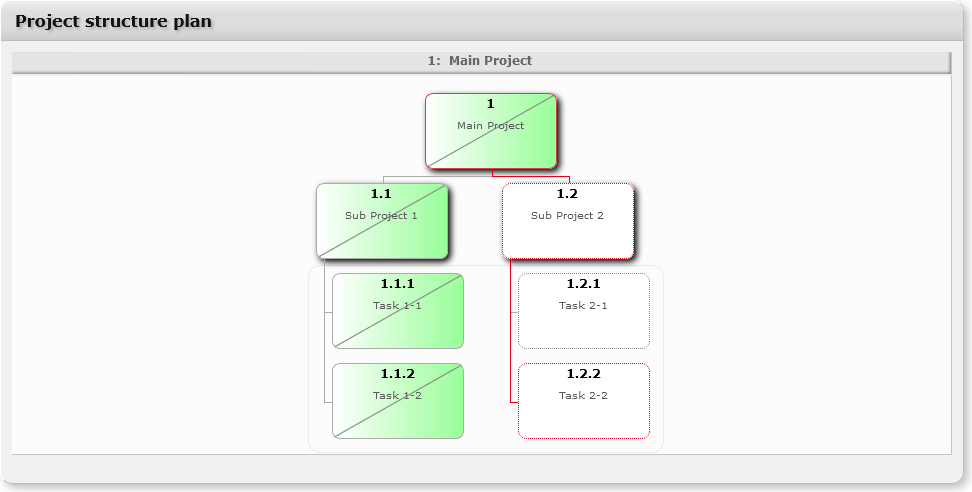 Project structure plan
1:  Main Project
1
Main Project
1.1
Sub Project 1
1.2
Sub Project 2
1.1.1
Task 1-1
1.2.1
Task 2-1
1.1.2
Task 1-2
1.2.2
Task 2-2